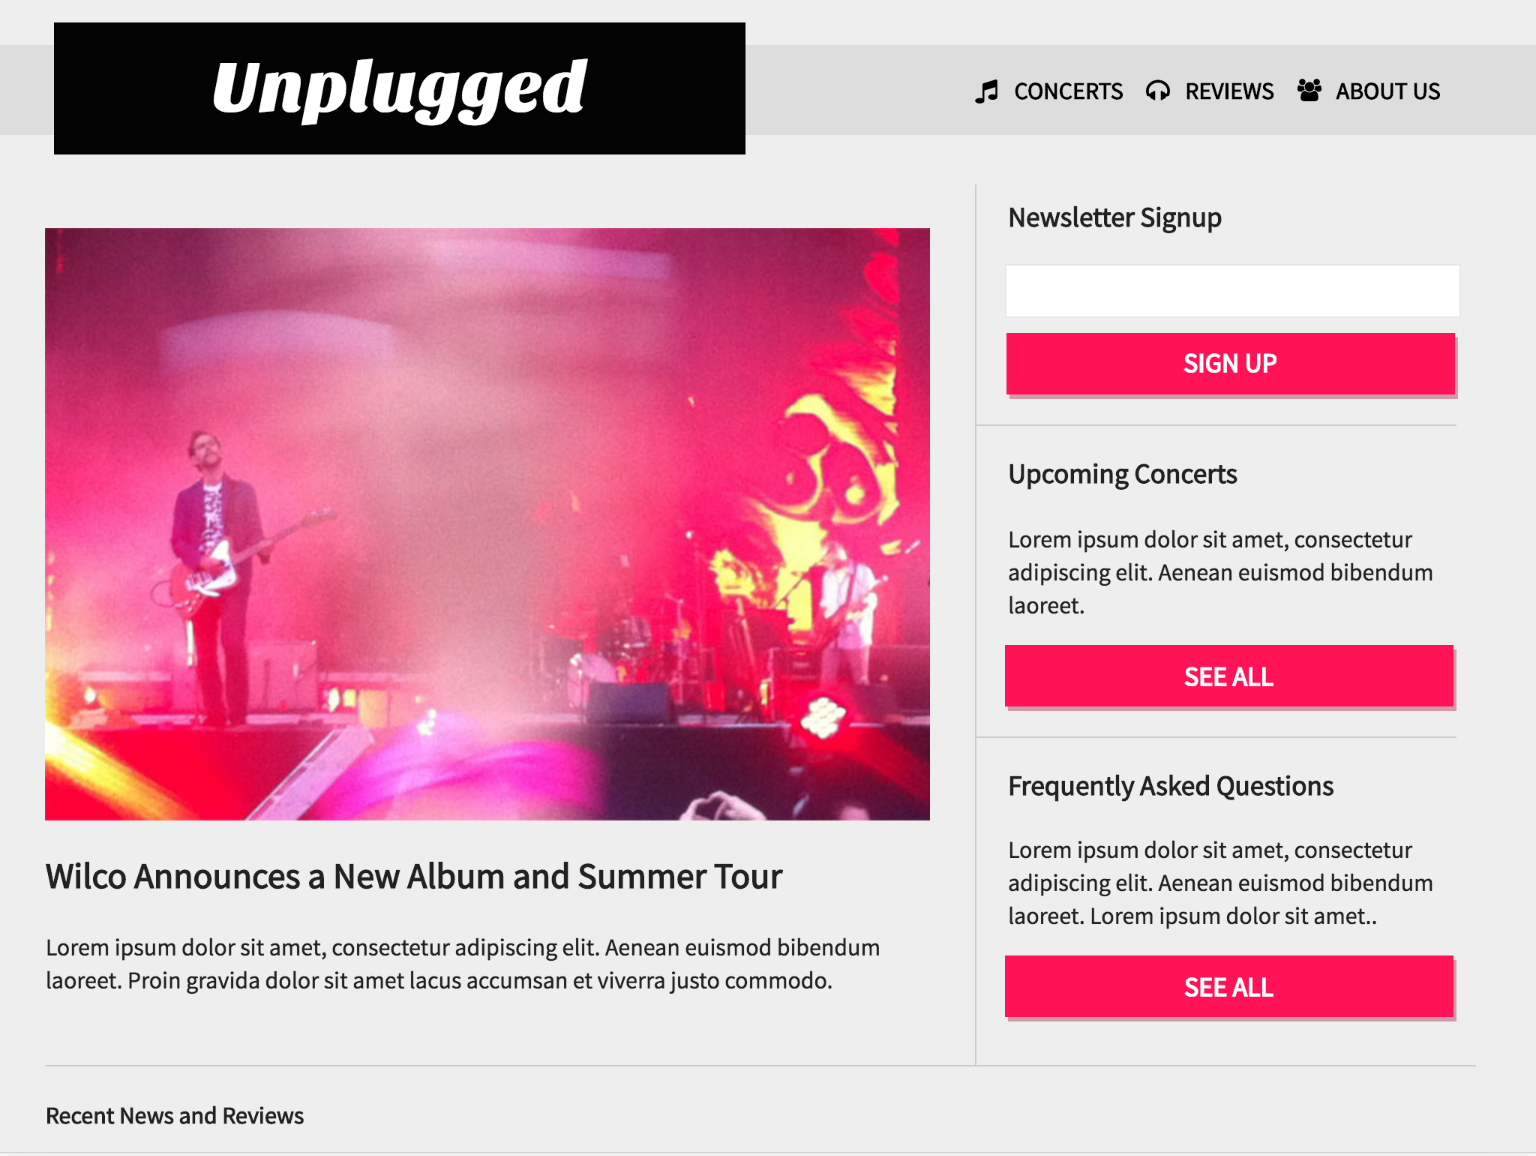 Unplugged
CONCERTS
REVIEWS
ABOUT US
Newsletter Signup
SIGN UP
Upcoming Concerts
Lorem ipsum dolor sit amet, consectetur
adipiscing elit. Aenean euismod bibendum
laoreet.
SEE ALL
Frequently Asked Questions
Lorem ipsum dolor sit amet, consectetur
adipiscing elit. Aenean euismod bibendum
laoreet. Lorem ipsum dolor sit amet..
SEE ALL
Wilco Announces a New Album and Summer Tour
Lorem ipsum dolor sit amet, consectetur adipiscing elit. Aenean euismod bibendum
laoreet. Proin gravida dolor sit amet lacus accumsan et viverra justo commodo.
Recent News and Reviews